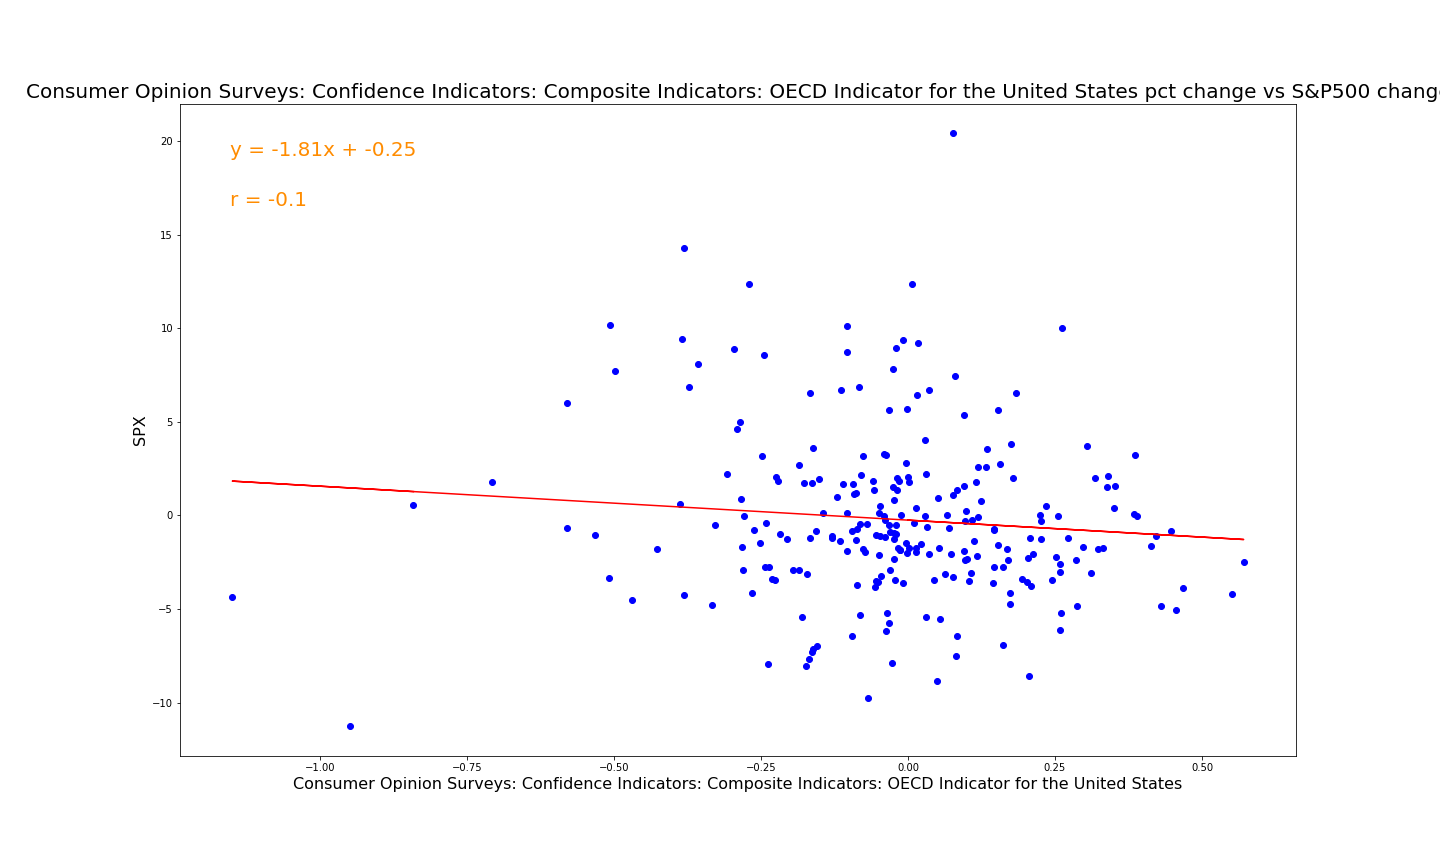 Consumer Opinion Surveys: Confidence Indicators: Composite Indicators: OECD Indicator for the United States pct change vs S&P500 chang
y = -1.81x + -0.25
r = -0.1
20
15
10
5
0
−5
−10
SPX
−1.00 −0.75 −0.50 −0.25 0.00 0.25 0.50
Consumer Opinion Surveys: Confidence Indicators: Composite Indicators: OECD Indicator for the United States